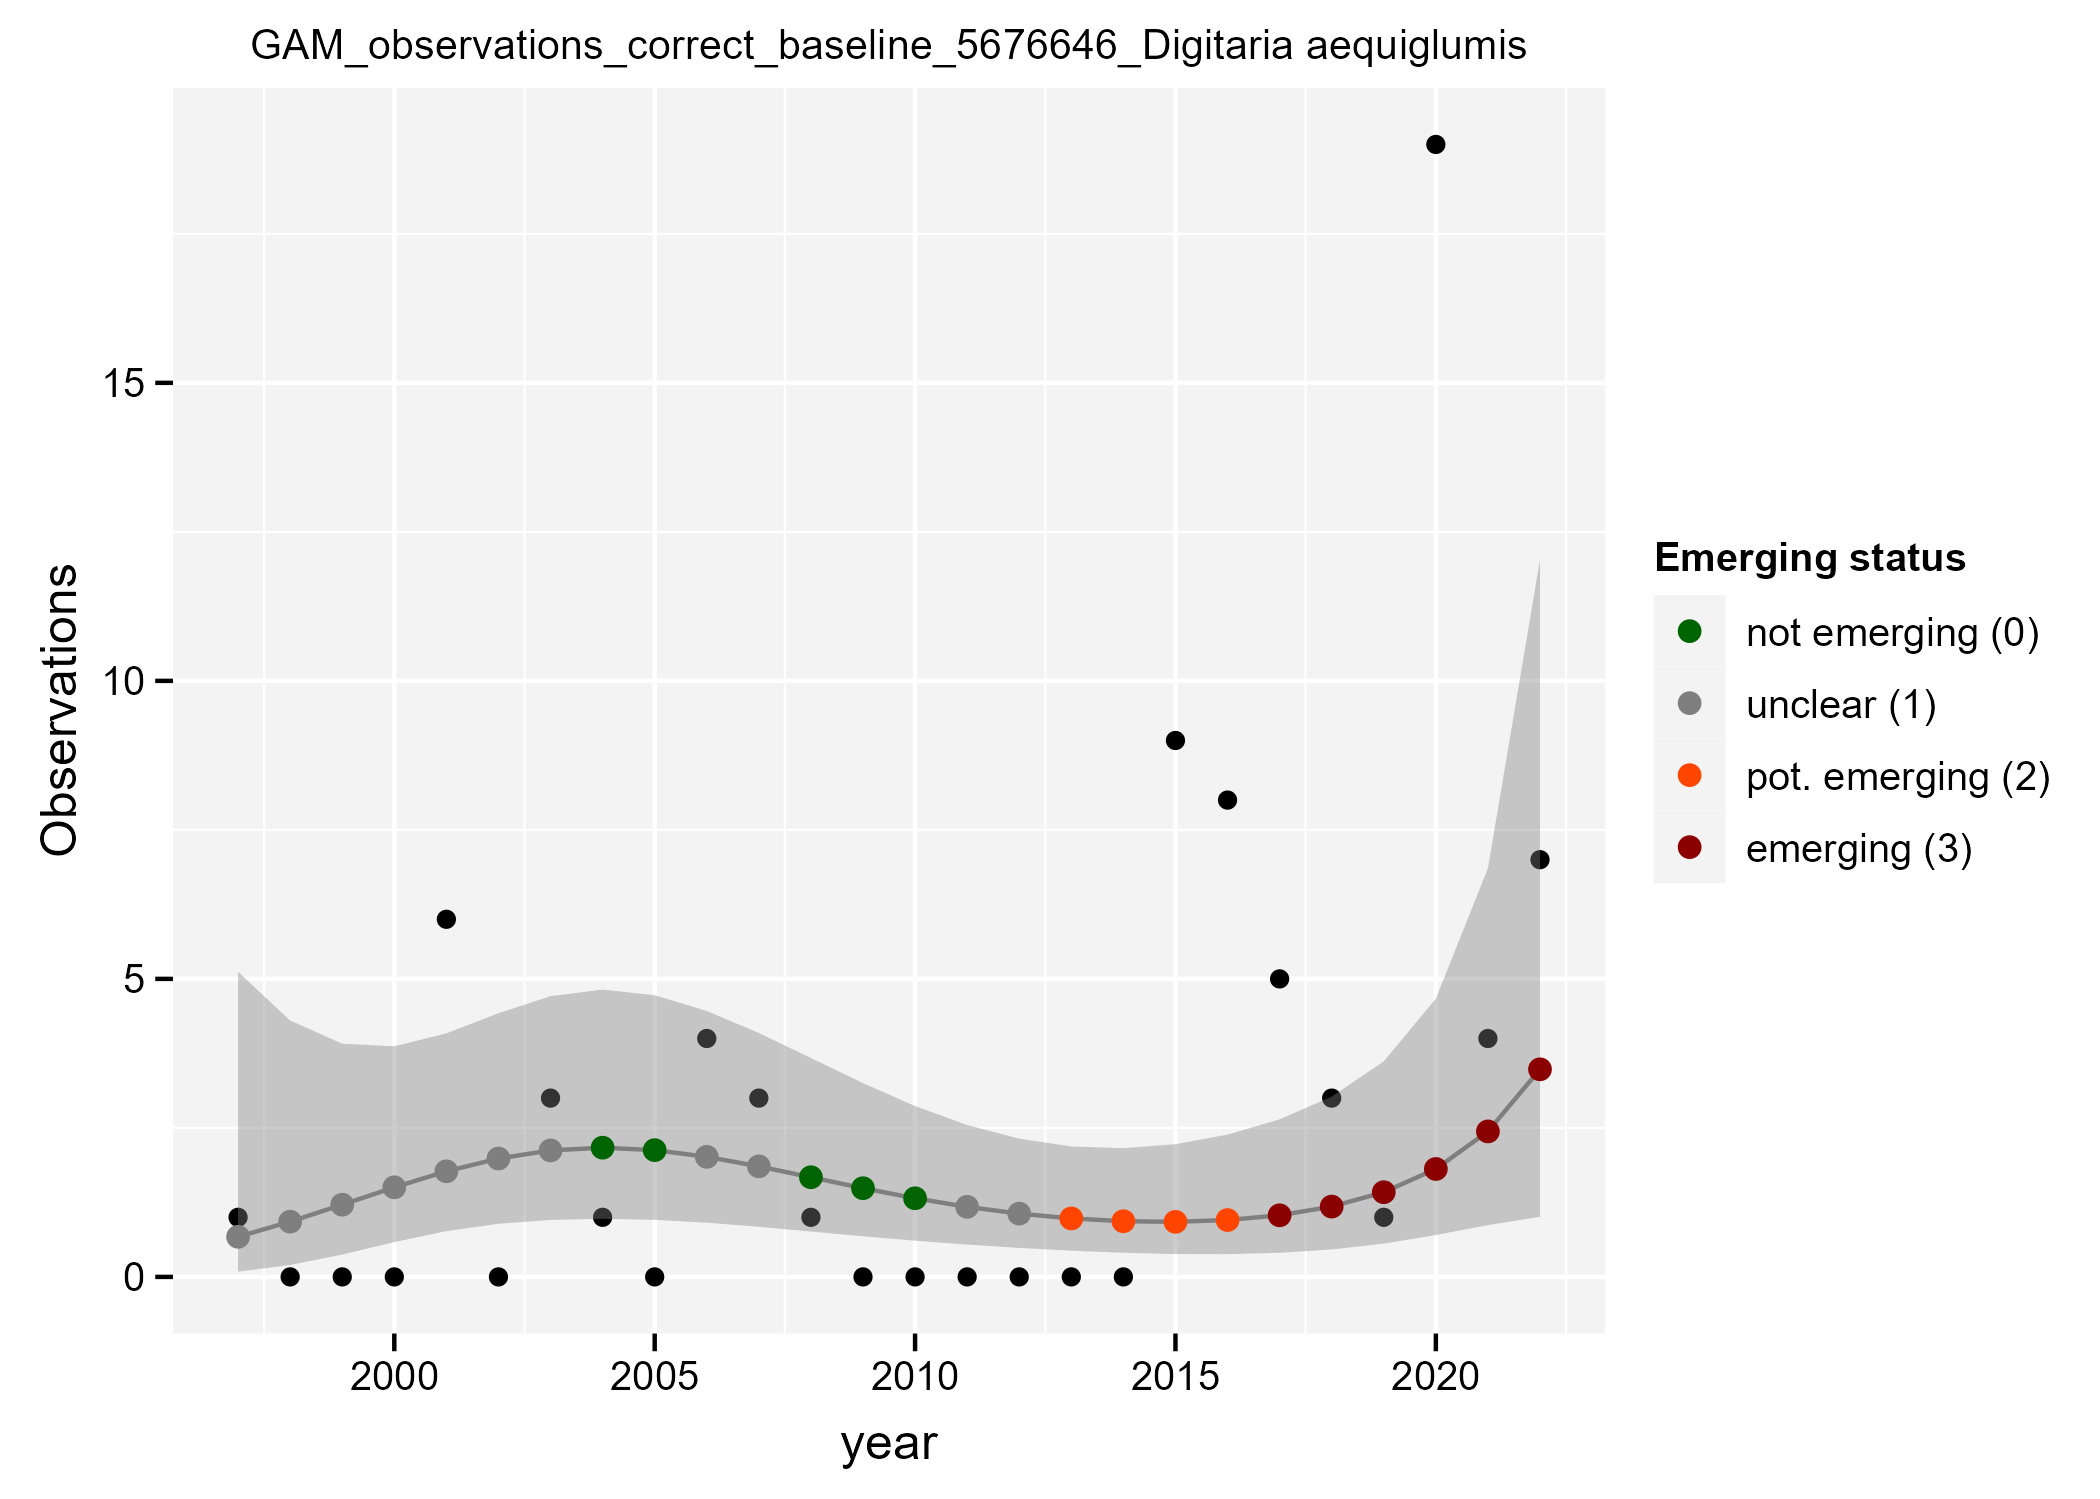 GAM_observations_correct_baseline_5676646_Digitaria aequiglumis
Observations
15
10
5
0
2000
2005
2010
2015
2020
year
Emerging status
not emerging (0)
unclear (1)
pot. emerging (2)
emerging (3)